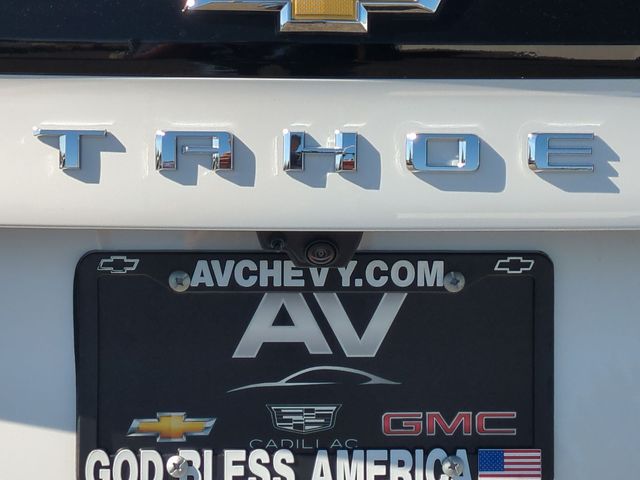 TAHOE
AVCHEVY.COM
AV
CADILLAC
GMC
GOD BLESS AMERICA